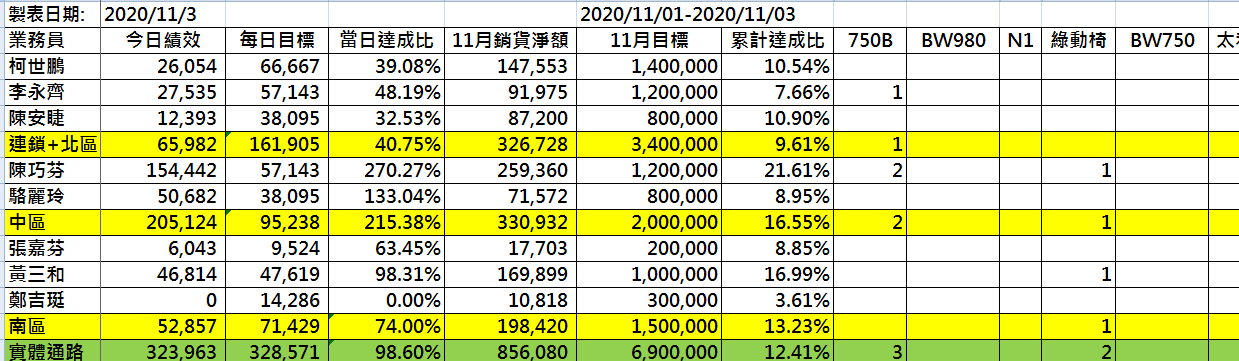 製表日期: 2020/11/3 2020/11/01-2020/11/03
業務員 今日績效 每日目標 當日達成比 11月銷貨淨額 11月目標 累計達成比 750B BW980 N1 綠動椅 BW750
柯世鵬 26,054 66,667 39.08% 147,553 1,400,000 10.54%
李永齊 27,535 57,143 48.19% 91,975 1,200,000 7.66% 1
陳安睫 12,393 38,095 32.53% 87,200 800,000 10.90%
連鎖+北區 65,982 161,905 40.75% 326,728 3,400,000 9.61% 1
陳巧芬 154,442 57,143 270.27% 259,360 1,200,000 21.61% 2 1
駱麗玲 50,682 38,095 133.04% 71,572 800,000 8.95%
中區 205,124 95,238 215.38% 330,932 2,000,000 16.55% 2 1
張嘉芬 6,043 9,524 63.45% 17,703 200,000 8.85%
黃三和 46,814 47,619 98.31% 169,899 1,000,000 16.99% 1
鄭吉珽 0 14,286 0.00% 10,818 300,000 3.61%
南區 52,857 71,429 74.00% 198,420 1,500,000 13.23% 1
實體通路 323,963 328,571 98.60% 856,080 6,900,000 12.41% 3 2